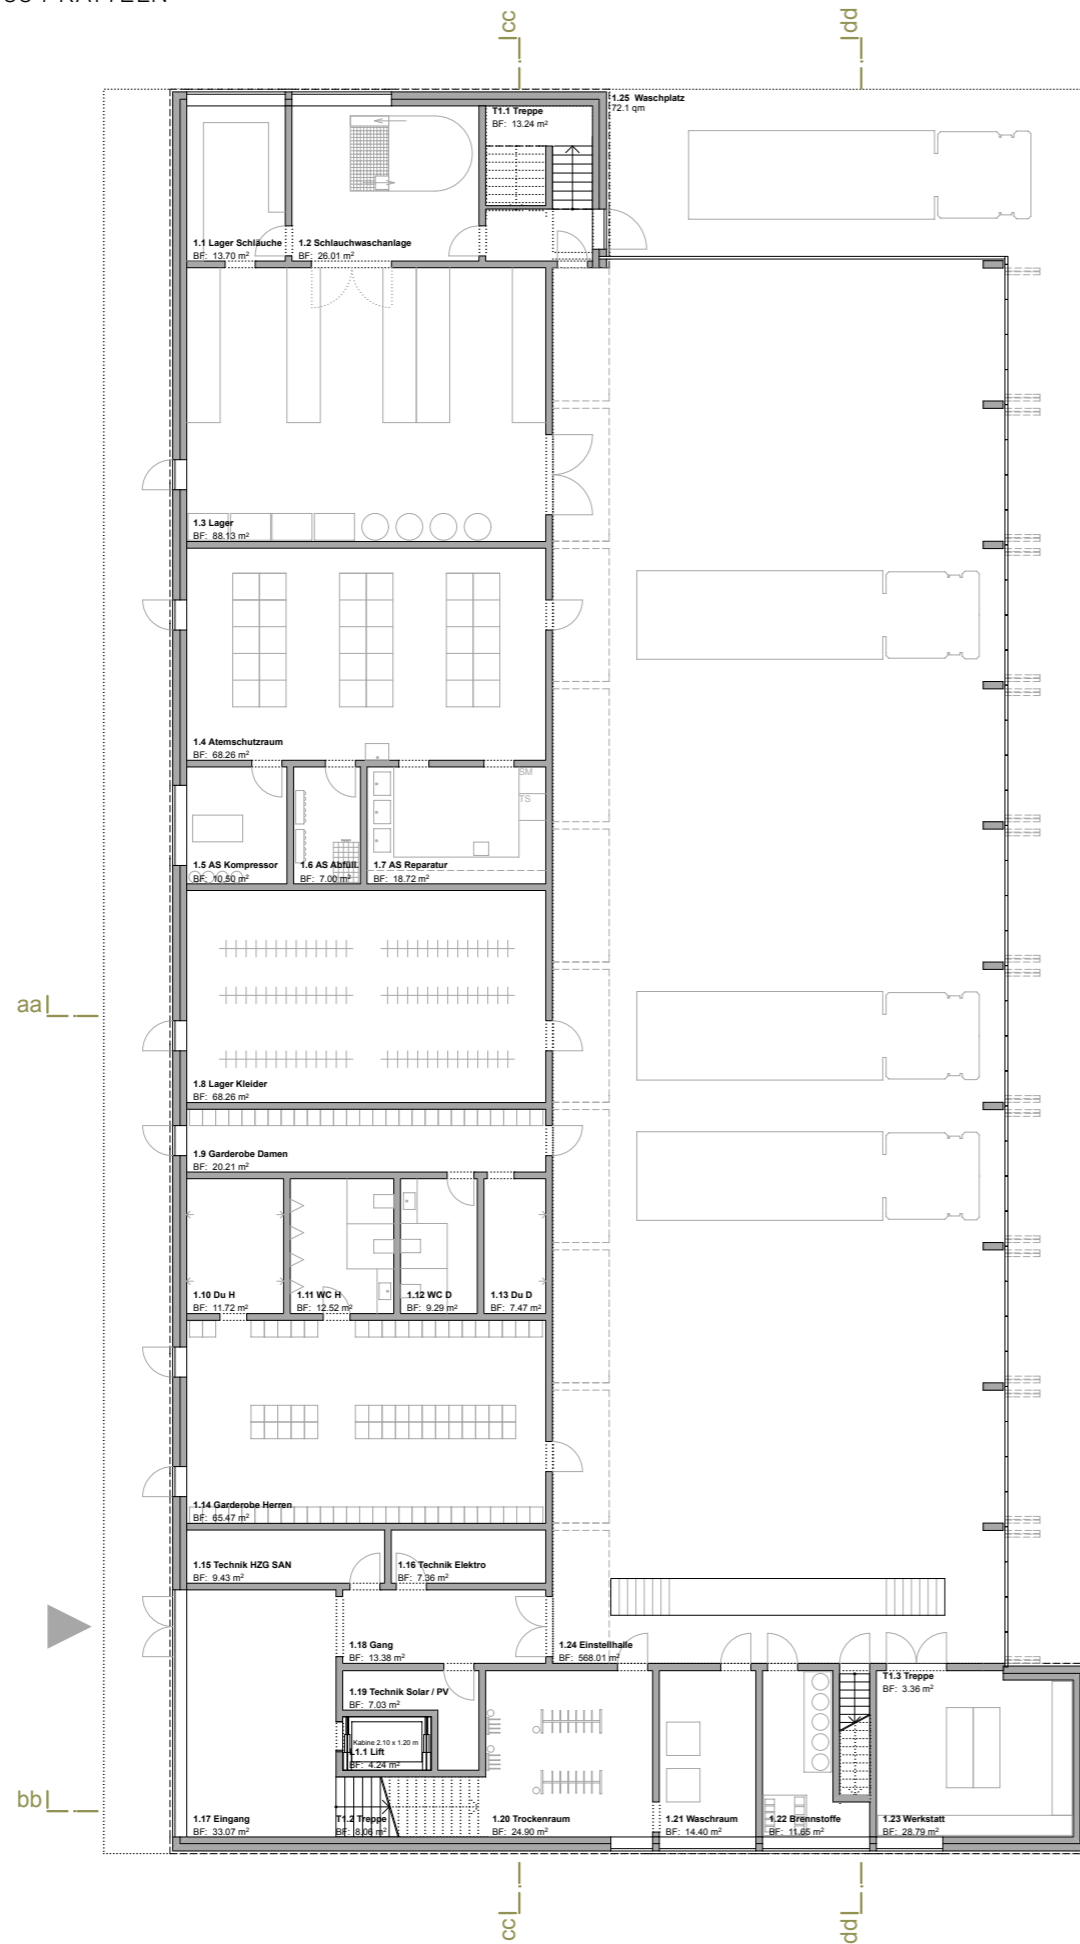 cc
dd
1.25 Waschplatz
72.1 qm
T1.1 Treppe
BF: 13.24 m²
1.1 Lager Schläuche
BF: 13.70 m²
1.2 Schlauchwaschanlage
BF: 26.01 m²
1.3 Lager
BF: 88.13 m²
1.4 Atemschutzraum
BF: 68.26 m²
SM
TS
1.5 AS Kompressor
BF: 10.50 m²
1.6 AS Abfüll.
BF: 7.00 m²
1.7 AS Reparatur
BF: 18.72 m²
aa
1.8 Lager Kleider
BF: 68.26 m²
1.9 Garderobe Damen
BF: 20.21 m²
1.10 Du H
BF: 11.72 m²
1.11 WC H
BF: 12.52 m²
1.12 WC D
BF: 9.29 m²
1.13 Du D
BF: 7.47 m²
1.14 Garderobe Herren
BF: 65.47 m²
1.15 Technik HZG SAN
BF: 9.43 m²
1.16 Technik Elektro
BF: 7.36 m²
1.18 Gang
BF: 13.38 m²
1.24 Einstellhalle
BF: 568.01 m²
1.19 Technik Solar / PV
BF: 7.03 m²
T1.3 Treppe
BF: 3.36 m²
Kabine 2.10 x 1.20 m
L1.1 Lift
BF: 4.24 m²
bb
1.17 Eingang
BF: 33.07 m²
T1.2 Treppe
BF: 8.06 m²
1.20 Trockenraum
BF: 24.90 m²
1.21 Waschraum
BF: 14.40 m²
1.22 Brennstoffe
BF: 11.65 m²
1.23 Werkstatt
BF: 28.79 m²
cc
dd